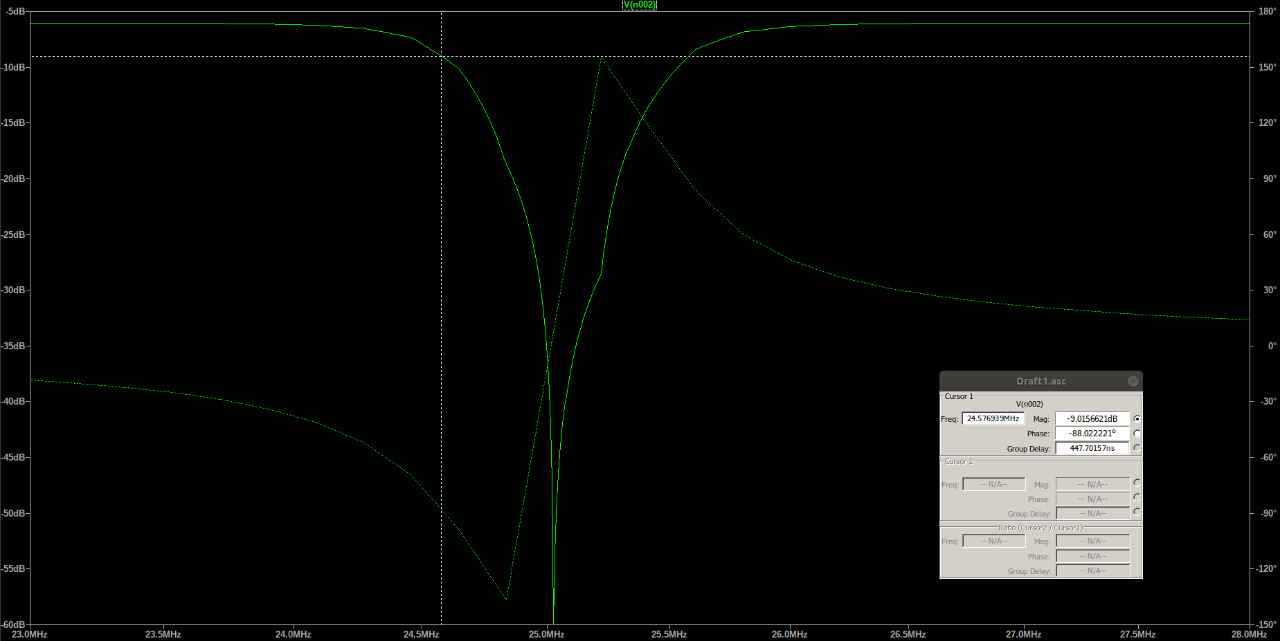 V(n002)
-5dB
-10dB
-15dB
-20dB
-25dB
-30dB
-35dB
-40dB
-45dB
-50dB
-55dB
-60dB
180°
150°
120°
90°
60°
30°
0°
-30°
-60°
-90°
-120°
-150°
23.0MHz 23.5MHz 24.0MHz 24.5MHz 25.0MHz 25.5MHz 26.0MHz 26.5MHz 27.0MHz 27.5MHz 28.0MHz
Draft1.asc
Cursor 1
V(n002)
Freq: 24.576939MHz Mag: -9.0156621dB
Phase: -88.022221°
Group Delay: 447.70157ns
Cursor 2
Freq: -- N/A-- Mag: -- N/A--
Phase: -- N/A--
Group Delay: -- N/A--
Ratio (Cursor2 / Cursor1)
Freq: -- N/A-- Mag: -- N/A--
Phase: -- N/A--
Group Delay: -- N/A--